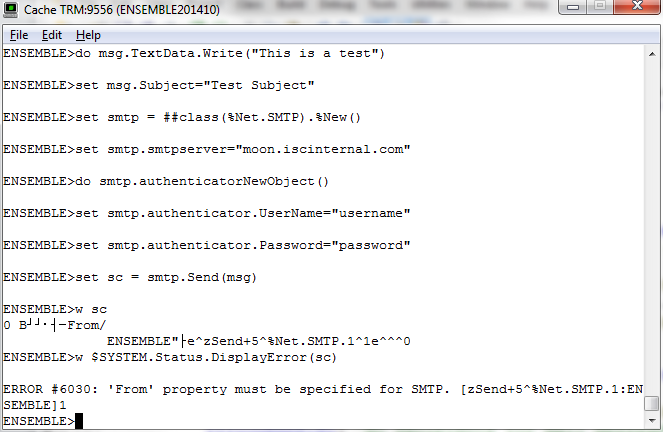 Cache TRM:9556 (ENSEMBLE201410)
File Edit Help
ENSEMBLE>do msg.TextData.Write("This is a test")
ENSEMBLE>set msg.Subject="Test Subject"
ENSEMBLE>set smtp = ##class(%Net.SMTP).%New()
ENSEMBLE>set smtp.smtpserver="moon.iscinternal.com"
ENSEMBLE>do smtp.authenticatorNewObject()
ENSEMBLE>set smtp.authenticator.UserName="username"
ENSEMBLE>set smtp.authenticator.Password="password"
ENSEMBLE>set sc = smtp.Send(msg)
ENSEMBLE>w sc
0 B┘┘·┤─From/
ENSEMBLE"├e^zSend+5^%Net.SMTP.1^1e^^^0
ENSEMBLE>w $SYSTEM.Status.DisplayError(sc)
ERROR #6030: 'From' property must be specified for SMTP. [zSend+5^%Net.SMTP.1:EN
SEMBLE]1
ENSEMBLE>